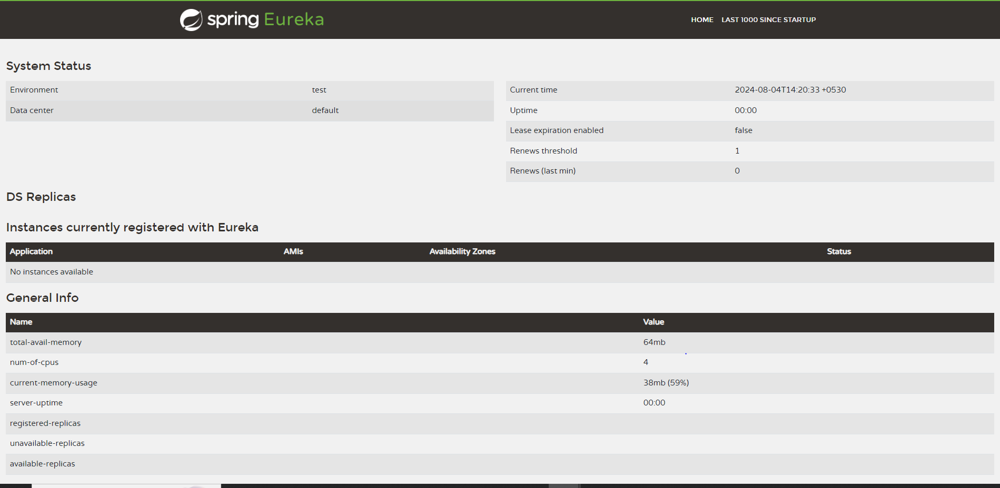 spring Eureka
HOME LAST 1000 SINCE STARTUP
System Status
Environment test
Data center default
Current time 2024-08-04T14:20:33 +0530
Uptime 00:00
Lease expiration enabled false
Renews threshold 1
Renews (last min) 0
DS Replicas
Instances currently registered with Eureka
Application AMIs Availability Zones Status
No instances available
General Info
Name Value
total-avail-memory 64mb
num-of-cpus 4
current-memory-usage 38mb (59%)
server-uptime 00:00
registered-replicas
unavailable-replicas
available-replicas